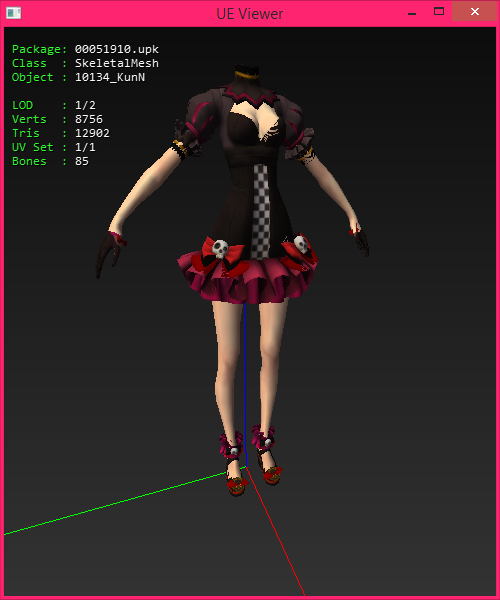 UE Viewer
Package: 00051910.upk
Class  : SkeletalMesh
Object : 10134_KunN
LOD    : 1/2
Verts  : 8756
Tris   : 12902
UV Set : 1/1
Bones  : 85